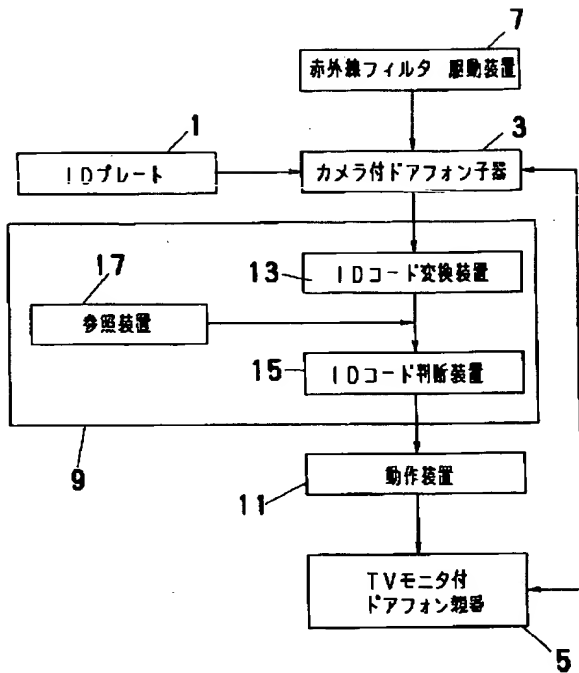 7
赤外線フィルタ 駆動装置
1
3
IDプレート
カメラ付ドアフォン子器
17
13
IDコード変換装置
参照装置
15
IDコード判断装置
9
動作装置
11
TVモニタ付
ドアフォン親器
5